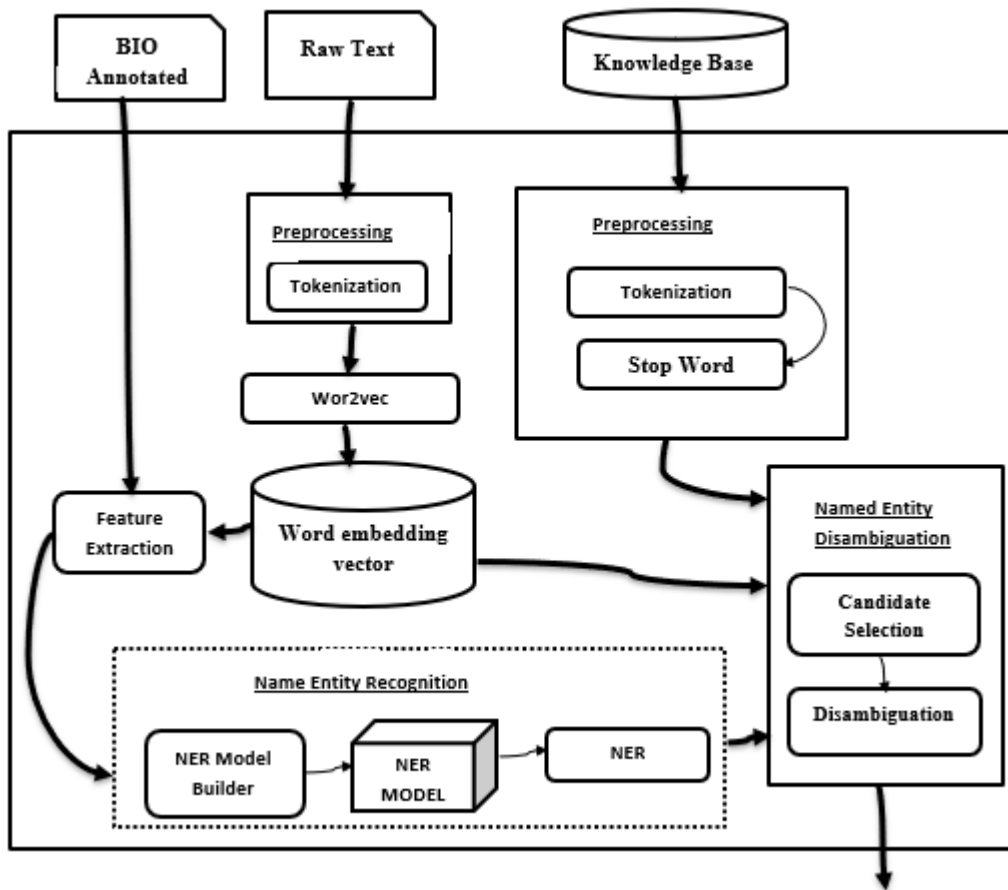 BIO
Annotated
Raw Text
Knowledge Base
Preprocessing
Tokenization
Preprocessing
Tokenization
Stop Word
Wor2vec
Feature
Extraction
Word embedding
vector
Named Entity
Disambiguation
Candidate
Selection
Disambiguation
Name Entity Recognition
NER Model
Builder
NER
MODEL
NER